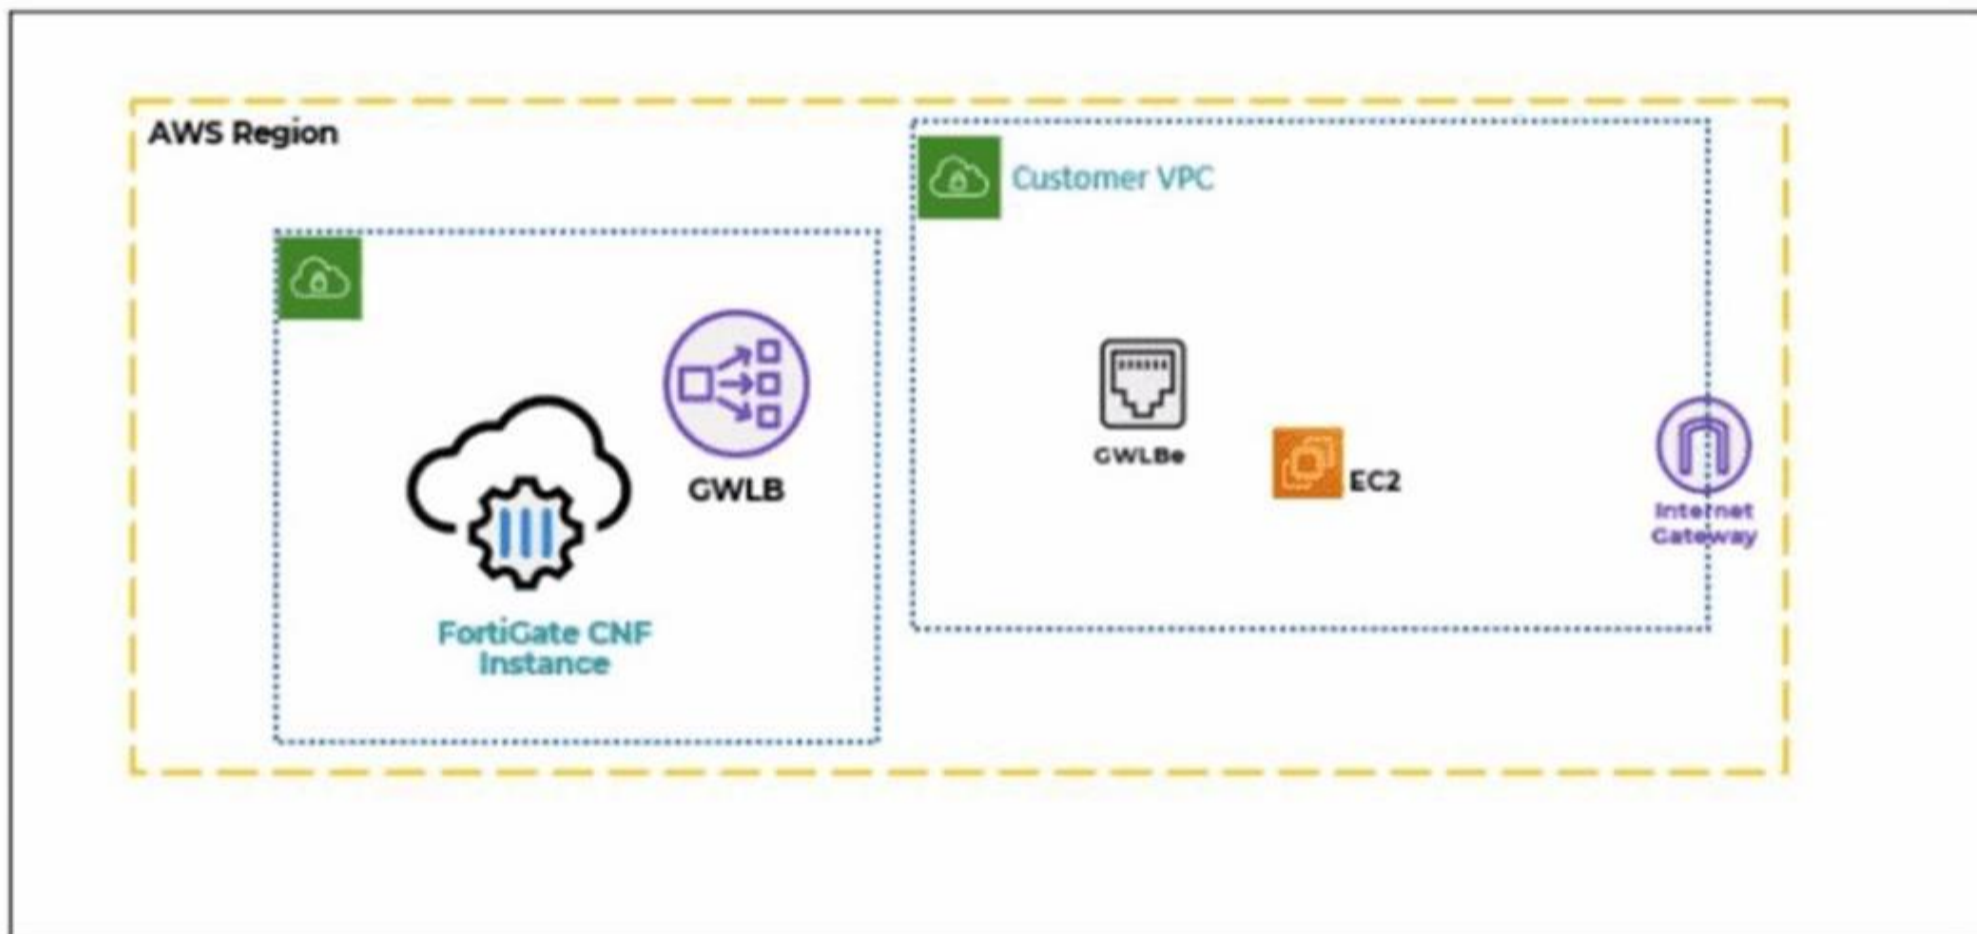 AWS Region
Customer VPC
GWLBe
EC2
GWLB
Internet
Gateway
FortiGate CNF
Instance